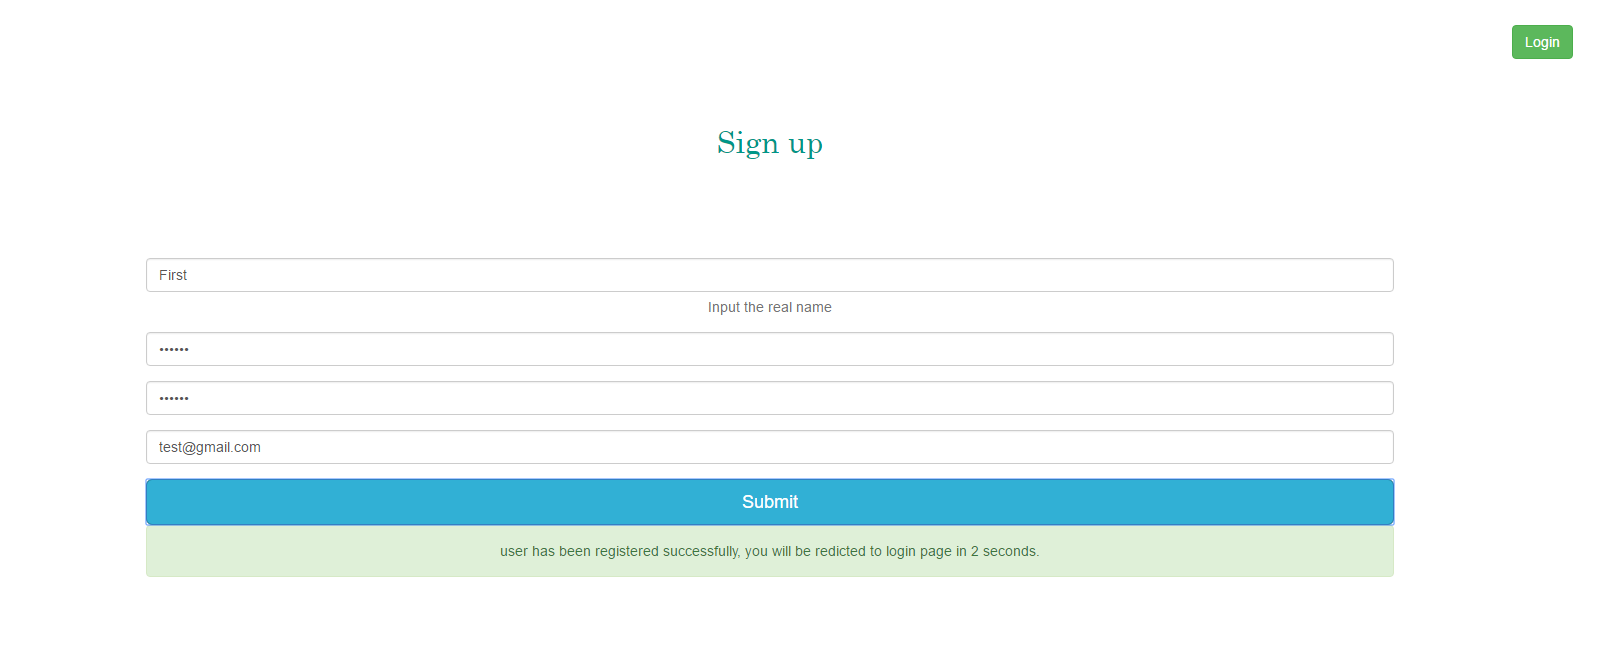 Login
Sign up
First
Input the real name
••••••
••••••
test@gmail.com
Submit
user has been registered successfully, you will be redicted to login page in 2 seconds.